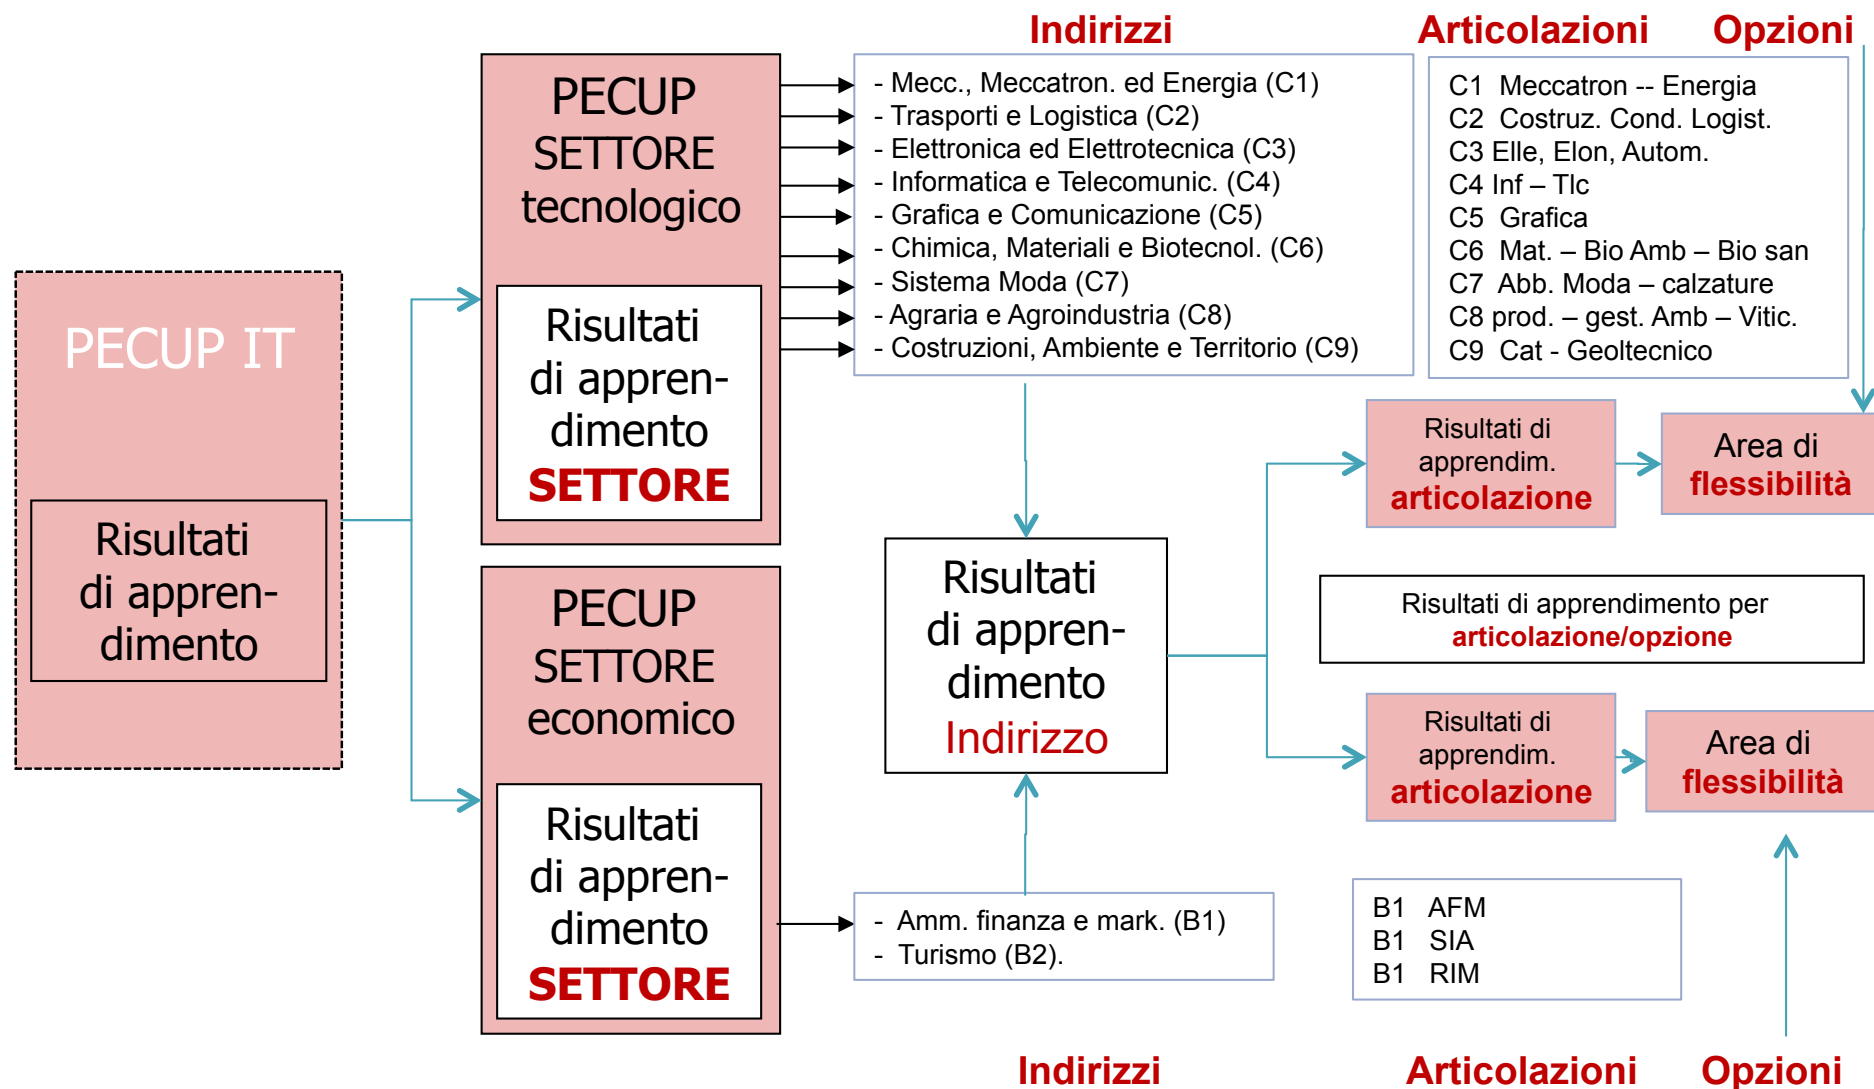 Indirizzi
Articolazioni
Opzioni
PECUP IT
Risultati
di appren-
dimento
PECUP
SETTORE
tecnologico
Risultati
di appren-
dimento
SETTORE
- Mecc., Meccatron. ed Energia (C1)
- Trasporti e Logistica (C2)
- Elettronica ed Elettrotecnica (C3)
- Informatica e Telecomunic. (C4)
- Grafica e Comunicazione (C5)
- Chimica, Materiali e Biotecnol. (C6)
- Sistema Moda (C7)
- Agraria e Agroindustria (C8)
- Costruzioni, Ambiente e Territorio (C9)
C1 Meccatron -- Energia
C2 Costruz. Cond. Logist.
C3 Elle, Elon, Autom.
C4 Inf – Tlc
C5 Grafica
C6 Mat. – Bio Amb – Bio san
C7 Abb. Moda – calzature
C8 prod. – gest. Amb – Vitic.
C9 Cat - Geoltecnico
Risultati di
apprendim.
articolazione
Area di
flessibilità
PECUP
SETTORE
economico
Risultati
di appren-
dimento
SETTORE
Risultati
di appren-
dimento
Indirizzo
Risultati di apprendimento per
articolazione/opzione
Risultati di
apprendim.
articolazione
Area di
flessibilità
- Amm. finanza e mark. (B1)
- Turismo (B2).
B1 AFM
B1 SIA
B1 RIM
Indirizzi
Articolazioni
Opzioni